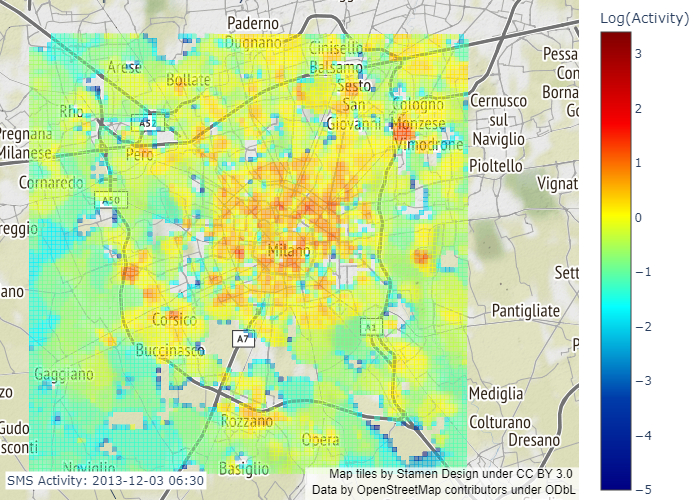 Log(Activity)
3
2
1
0
−1
−2
−3
−4
−5
Paderno
Dugnano
Cinisello
Balsamo
Arese
Bollate
Sesto
San
Giovanni
Rho
A52
Pero
Cologno
Monzese
Vimodrone
Cernusco
sul
Naviglio
Pessa
Con
Borna
Go
Pregnana
Milanese
Cornaredo
A50
Pioltello
Vignat
reggio
Milano
Sett
ano
Corsico
A7
A1
Pantigliate
Buccinasco
P
Gaggiano
zo
Mediglia
Rozzano
Colturano
Gudo
sconti
Opera
Dresano
Noviglio
Basiglio
SMS Activity: 2013-12-03 06:30
Map tiles by Stamen Design under CC BY 3.0
Data by OpenStreetMap contributors under ODbL